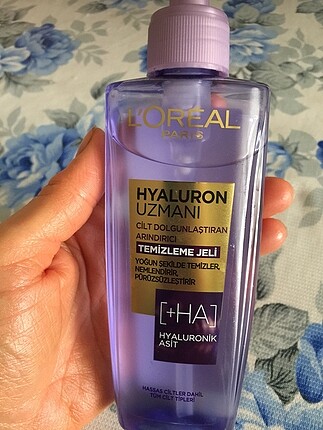 L'ORÉAL
PARIS
HYALURON
UZMANI
CİLT DOLGUNLAŞTIRAN
ARINDIRICI
TEMİZLEME JELİ
YOĞUN ŞEKİLDE TEMİZLER,
NEMLENDİRİR,
PÜRÜZSÜZLEŞTİRİR
[+HA]
HYALURONİK
ASİT
HASSAS CİLTLER DAHİL
TÜM CİLT TİPLERİ